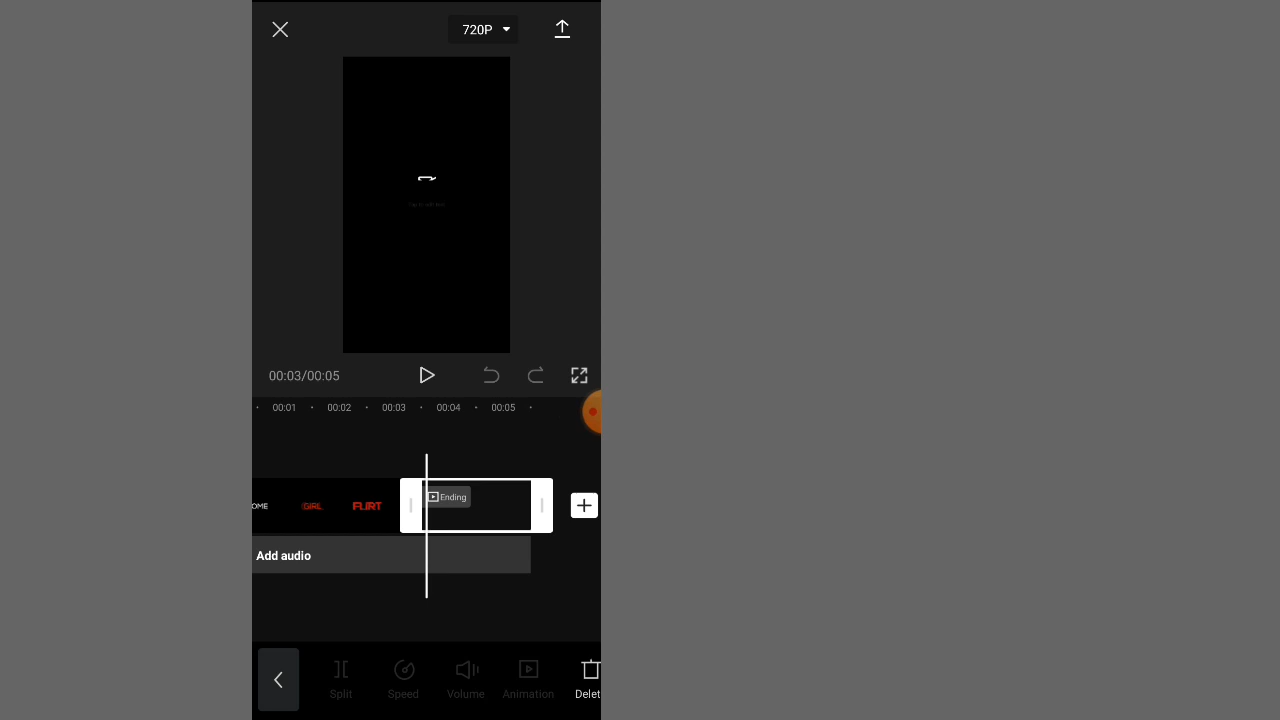 720P
00:03/00:05
00:01 00:02 00:03 00:04 00:05
OME GIRL FLIRT Ending
Add audio
Split Speed Volume Animation Delet